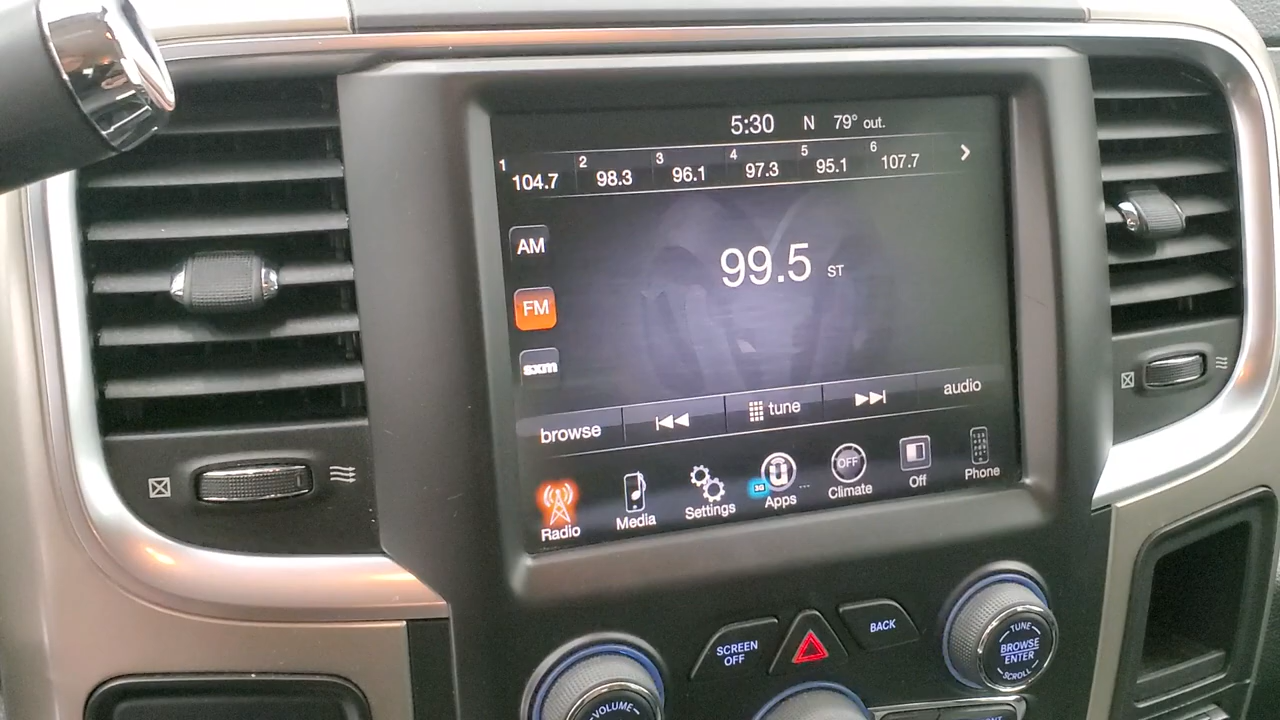 5:30 N 79° out.
1 104.7 2 98.3 3 96.1 4 97.3 5 95.1 6 107.7
AM
99.5 ST
FM
sxm
browse tune audio
Radio Media Settings 3G Apps OFF Climate Off Phone
SCREEN
OFF
BACK
TUNE
BROWSE
ENTER
SCROLL
VOLUME